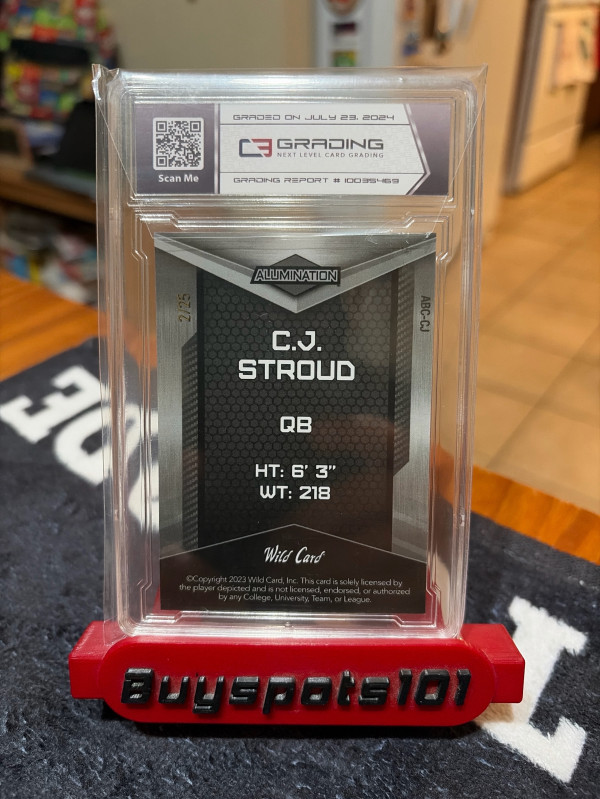 GRADED ON JULY 23, 2024
C3 GRADING
NEXT LEVEL CARD GRADING
Scan Me
GRADING REPORT # 10035469
ALUMINATION
2/25
ABC-CJ
C.J.
STROUD
QB
HT: 6' 3"
WT: 218
Wild Card
©Copyright 2023 Wild Card, Inc. This card is solely licensed by
the player depicted and is not licensed, endorsed, or authorized
by any College, University, Team, or League.
Buyspots101